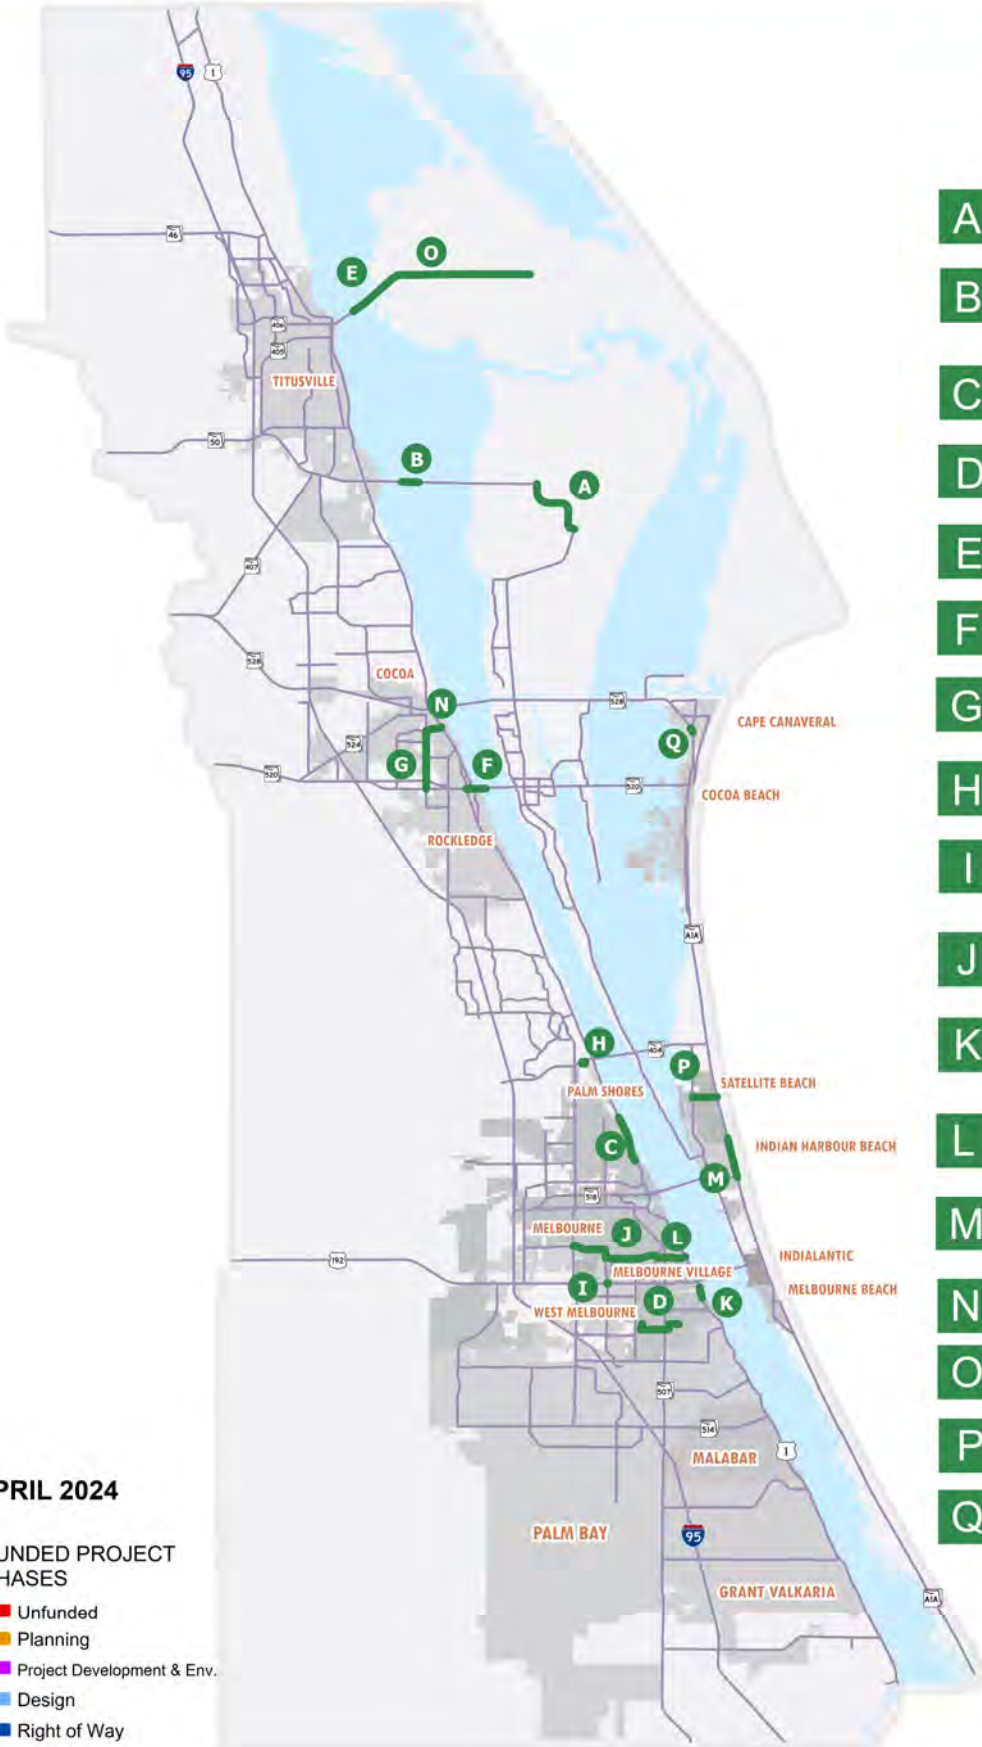 95
1
46
A
E
O
B
406
405
TITUSVILLE
C
50
B
A
D
407
E
F
528
COCOA
N
528
G
CAPE CANAVERAL
524
Q
G
F
520
520
H
COCOA BEACH
ROCKLEDGE
I
A1A
J
H
404
K
P
PALM SHORES
SATELLITE BEACH
C
L
INDIAN HARBOUR BEACH
M
518
M
MELBOURNE
J
L
192
MELBOURNE VILLAGE
INDIALANTIC
I
D
K
MELBOURNE BEACH
N
WEST MELBOURNE
O
507
514
P
MALABAR
1
PRIL 2024
Q
PALM BAY
95
UNDED PROJECT
HASES
GRANT VALKARIA
A1A
Unfunded
Planning
Project Development & Env.
Design
Right of Way